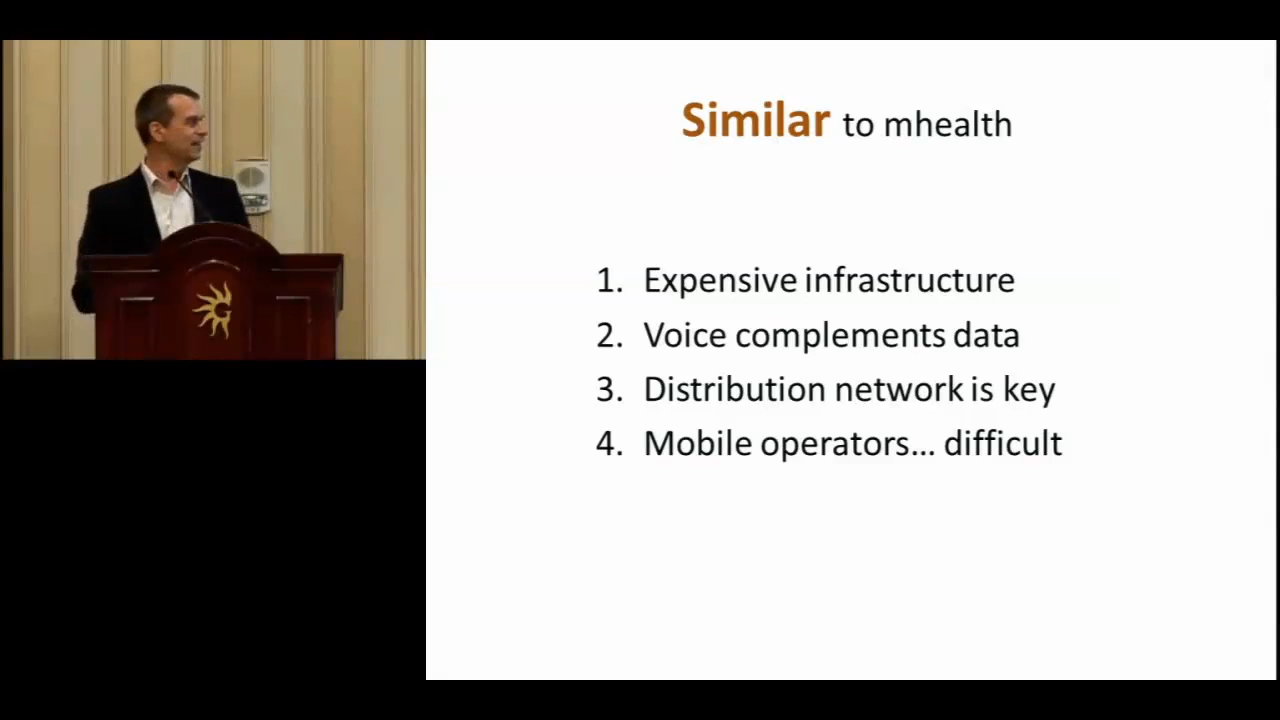 Similar to mhealth
1. Expensive infrastructure
2. Voice complements data
3. Distribution network is key
4. Mobile operators... difficult